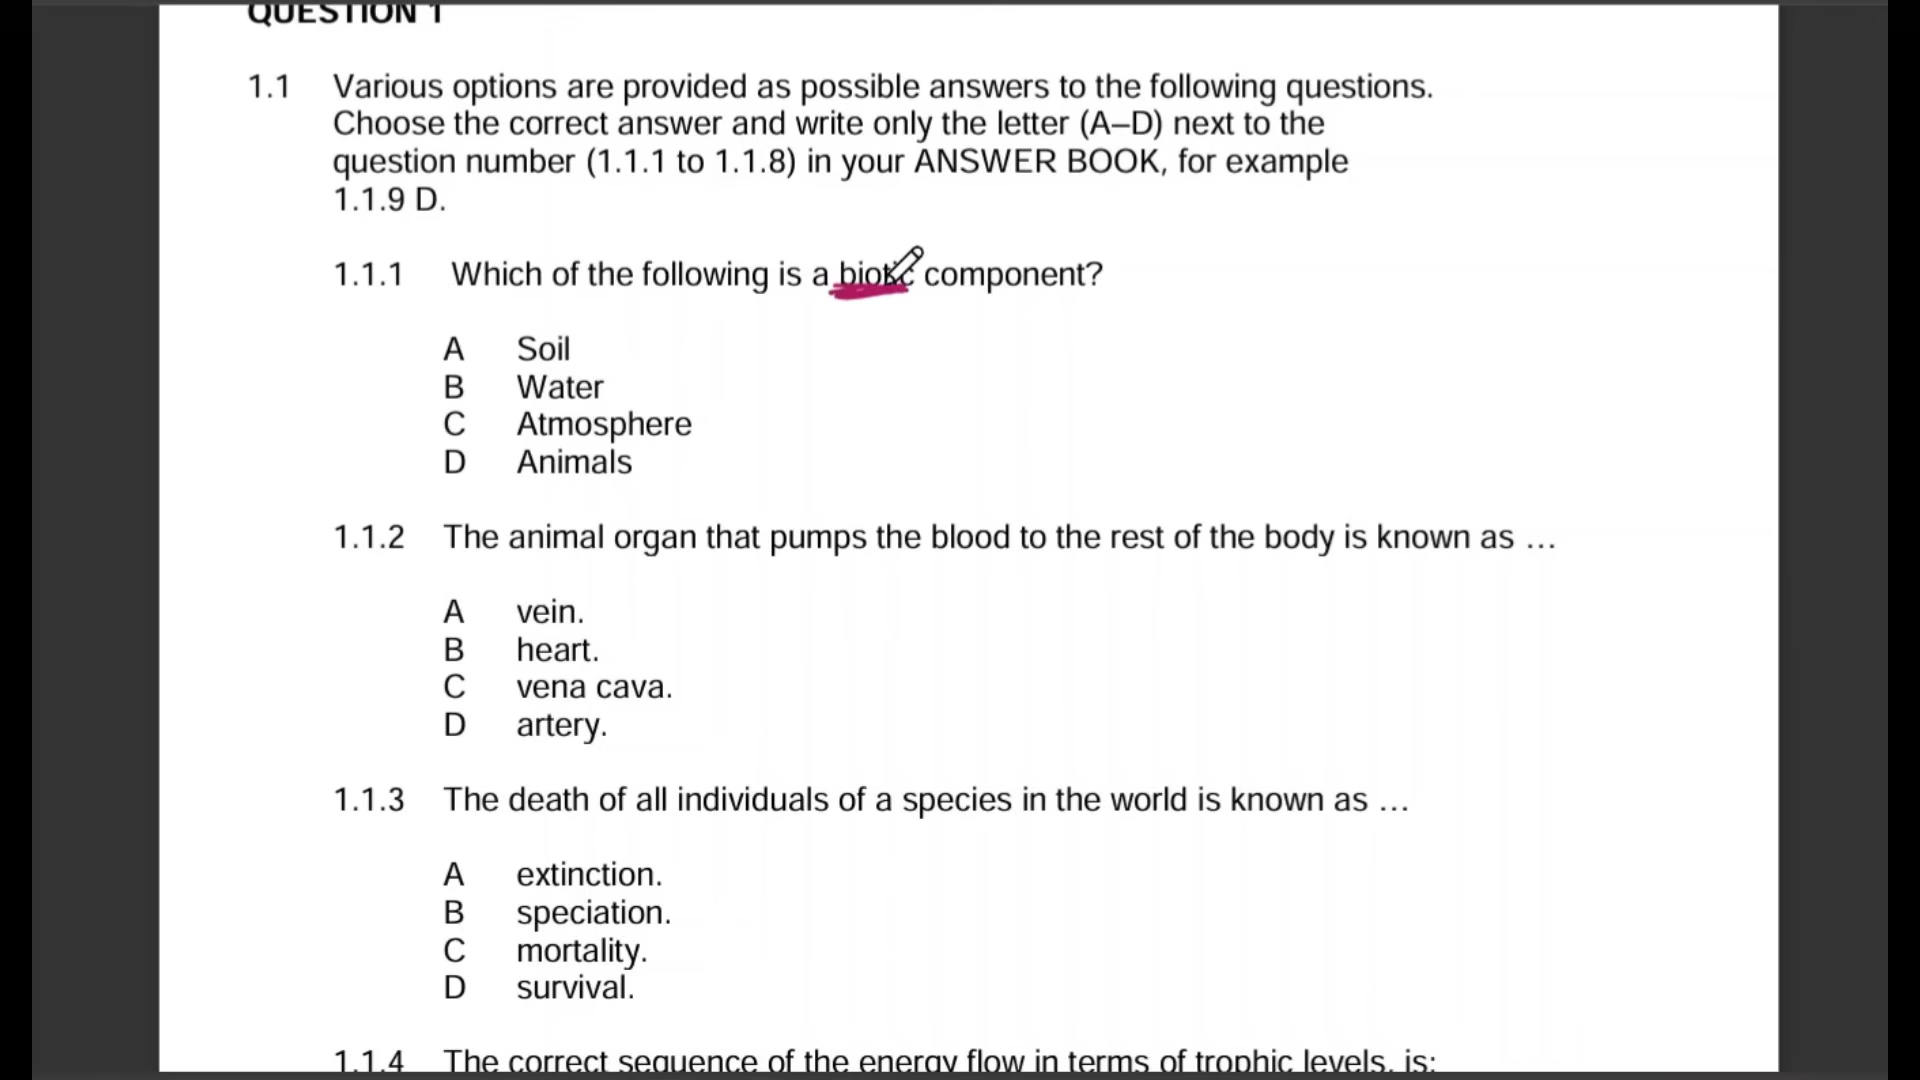 QUESTION 1
1.1 Various options are provided as possible answers to the following questions.
Choose the correct answer and write only the letter (A–D) next to the
question number (1.1.1 to 1.1.8) in your ANSWER BOOK, for example
1.1.9 D.
1.1.1 Which of the following is a biotic component?
A Soil
B Water
C Atmosphere
D Animals
1.1.2 The animal organ that pumps the blood to the rest of the body is known as …
A vein.
B heart.
C vena cava.
D artery.
1.1.3 The death of all individuals of a species in the world is known as …
A extinction.
B speciation.
C mortality.
D survival.
1.1.4 The correct sequence of the energy flow in terms of trophic levels, is: